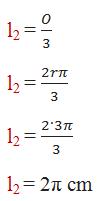 l₂ = O/3
l₂ = 2rπ/3
l₂ = 2·3π/3
l₂ = 2π cm